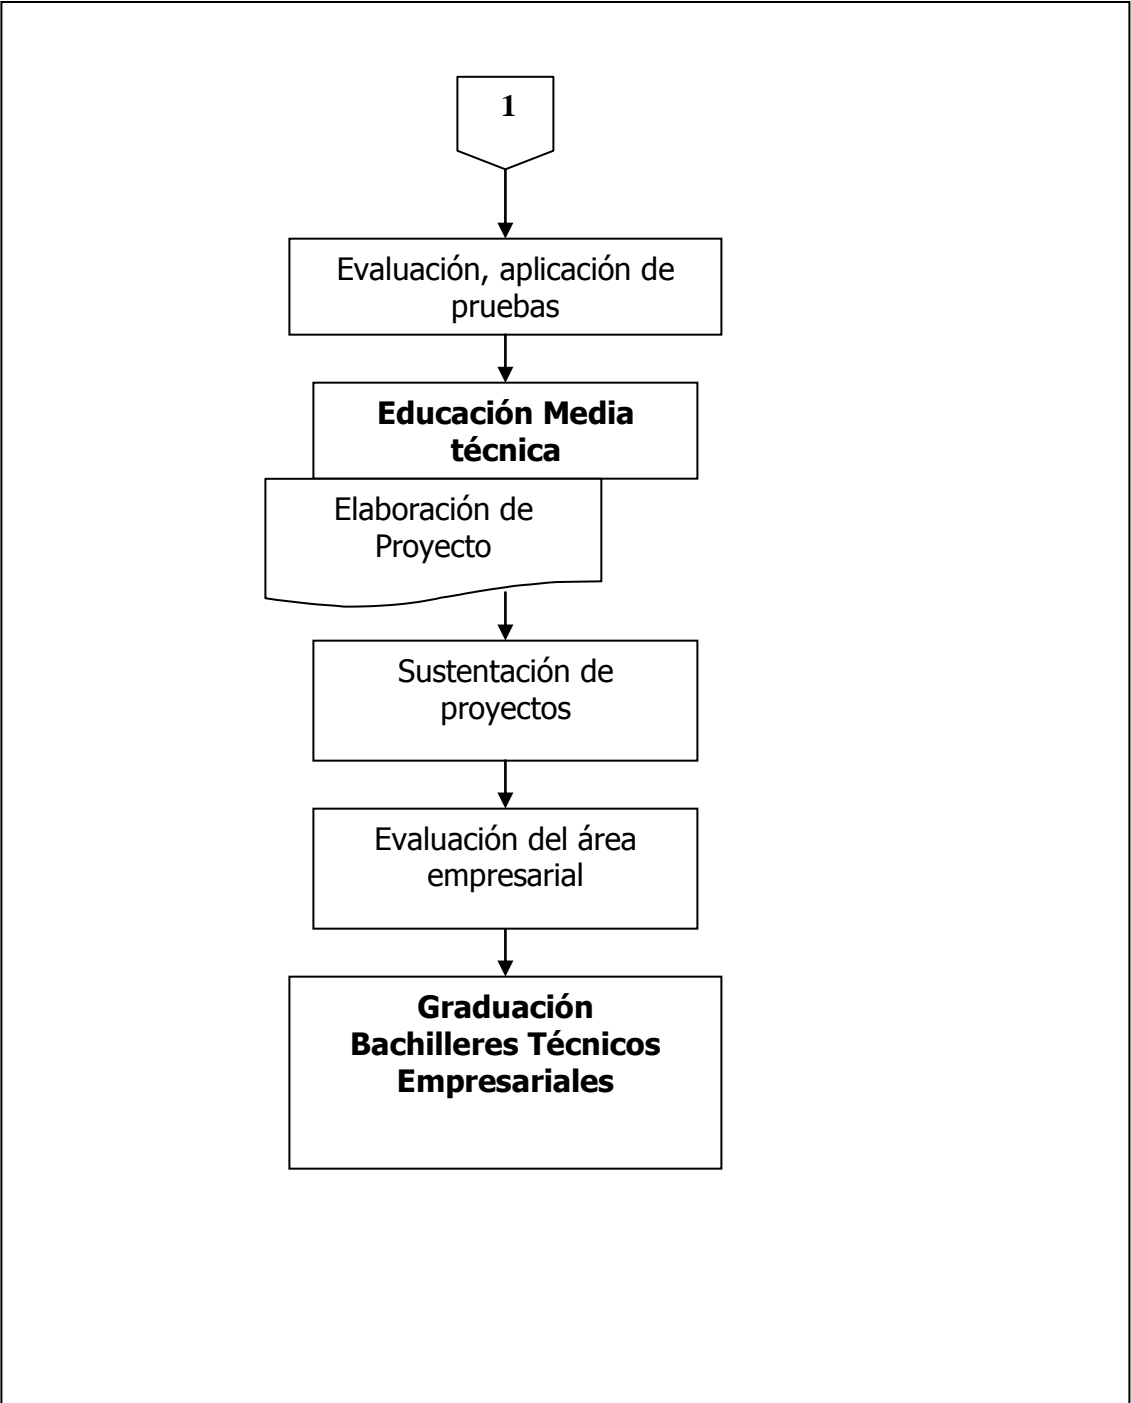 1
Evaluación, aplicación de
pruebas
Educación Media
técnica
Elaboración de
Proyecto
Sustentación de
proyectos
Evaluación del área
empresarial
Graduación
Bachilleres Técnicos
Empresariales